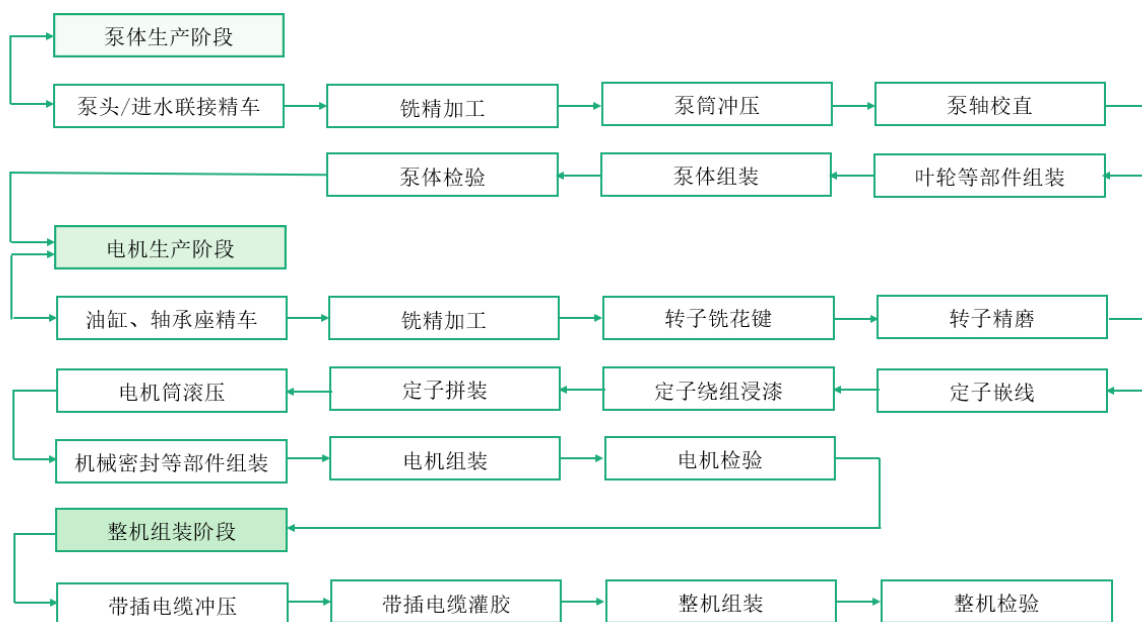 泵体生产阶段
泵头/进水联接精车
铣精加工
泵筒冲压
泵轴校直
叶轮等部件组装
泵体组装
泵体检验
电机生产阶段
油缸、轴承座精车
铣精加工
转子铣花键
转子精磨
定子嵌线
定子绕组浸漆
定子拼装
电机筒滚压
机械密封等部件组装
电机组装
电机检验
整机组装阶段
带插电缆冲压
带插电缆灌胶
整机组装
整机检验